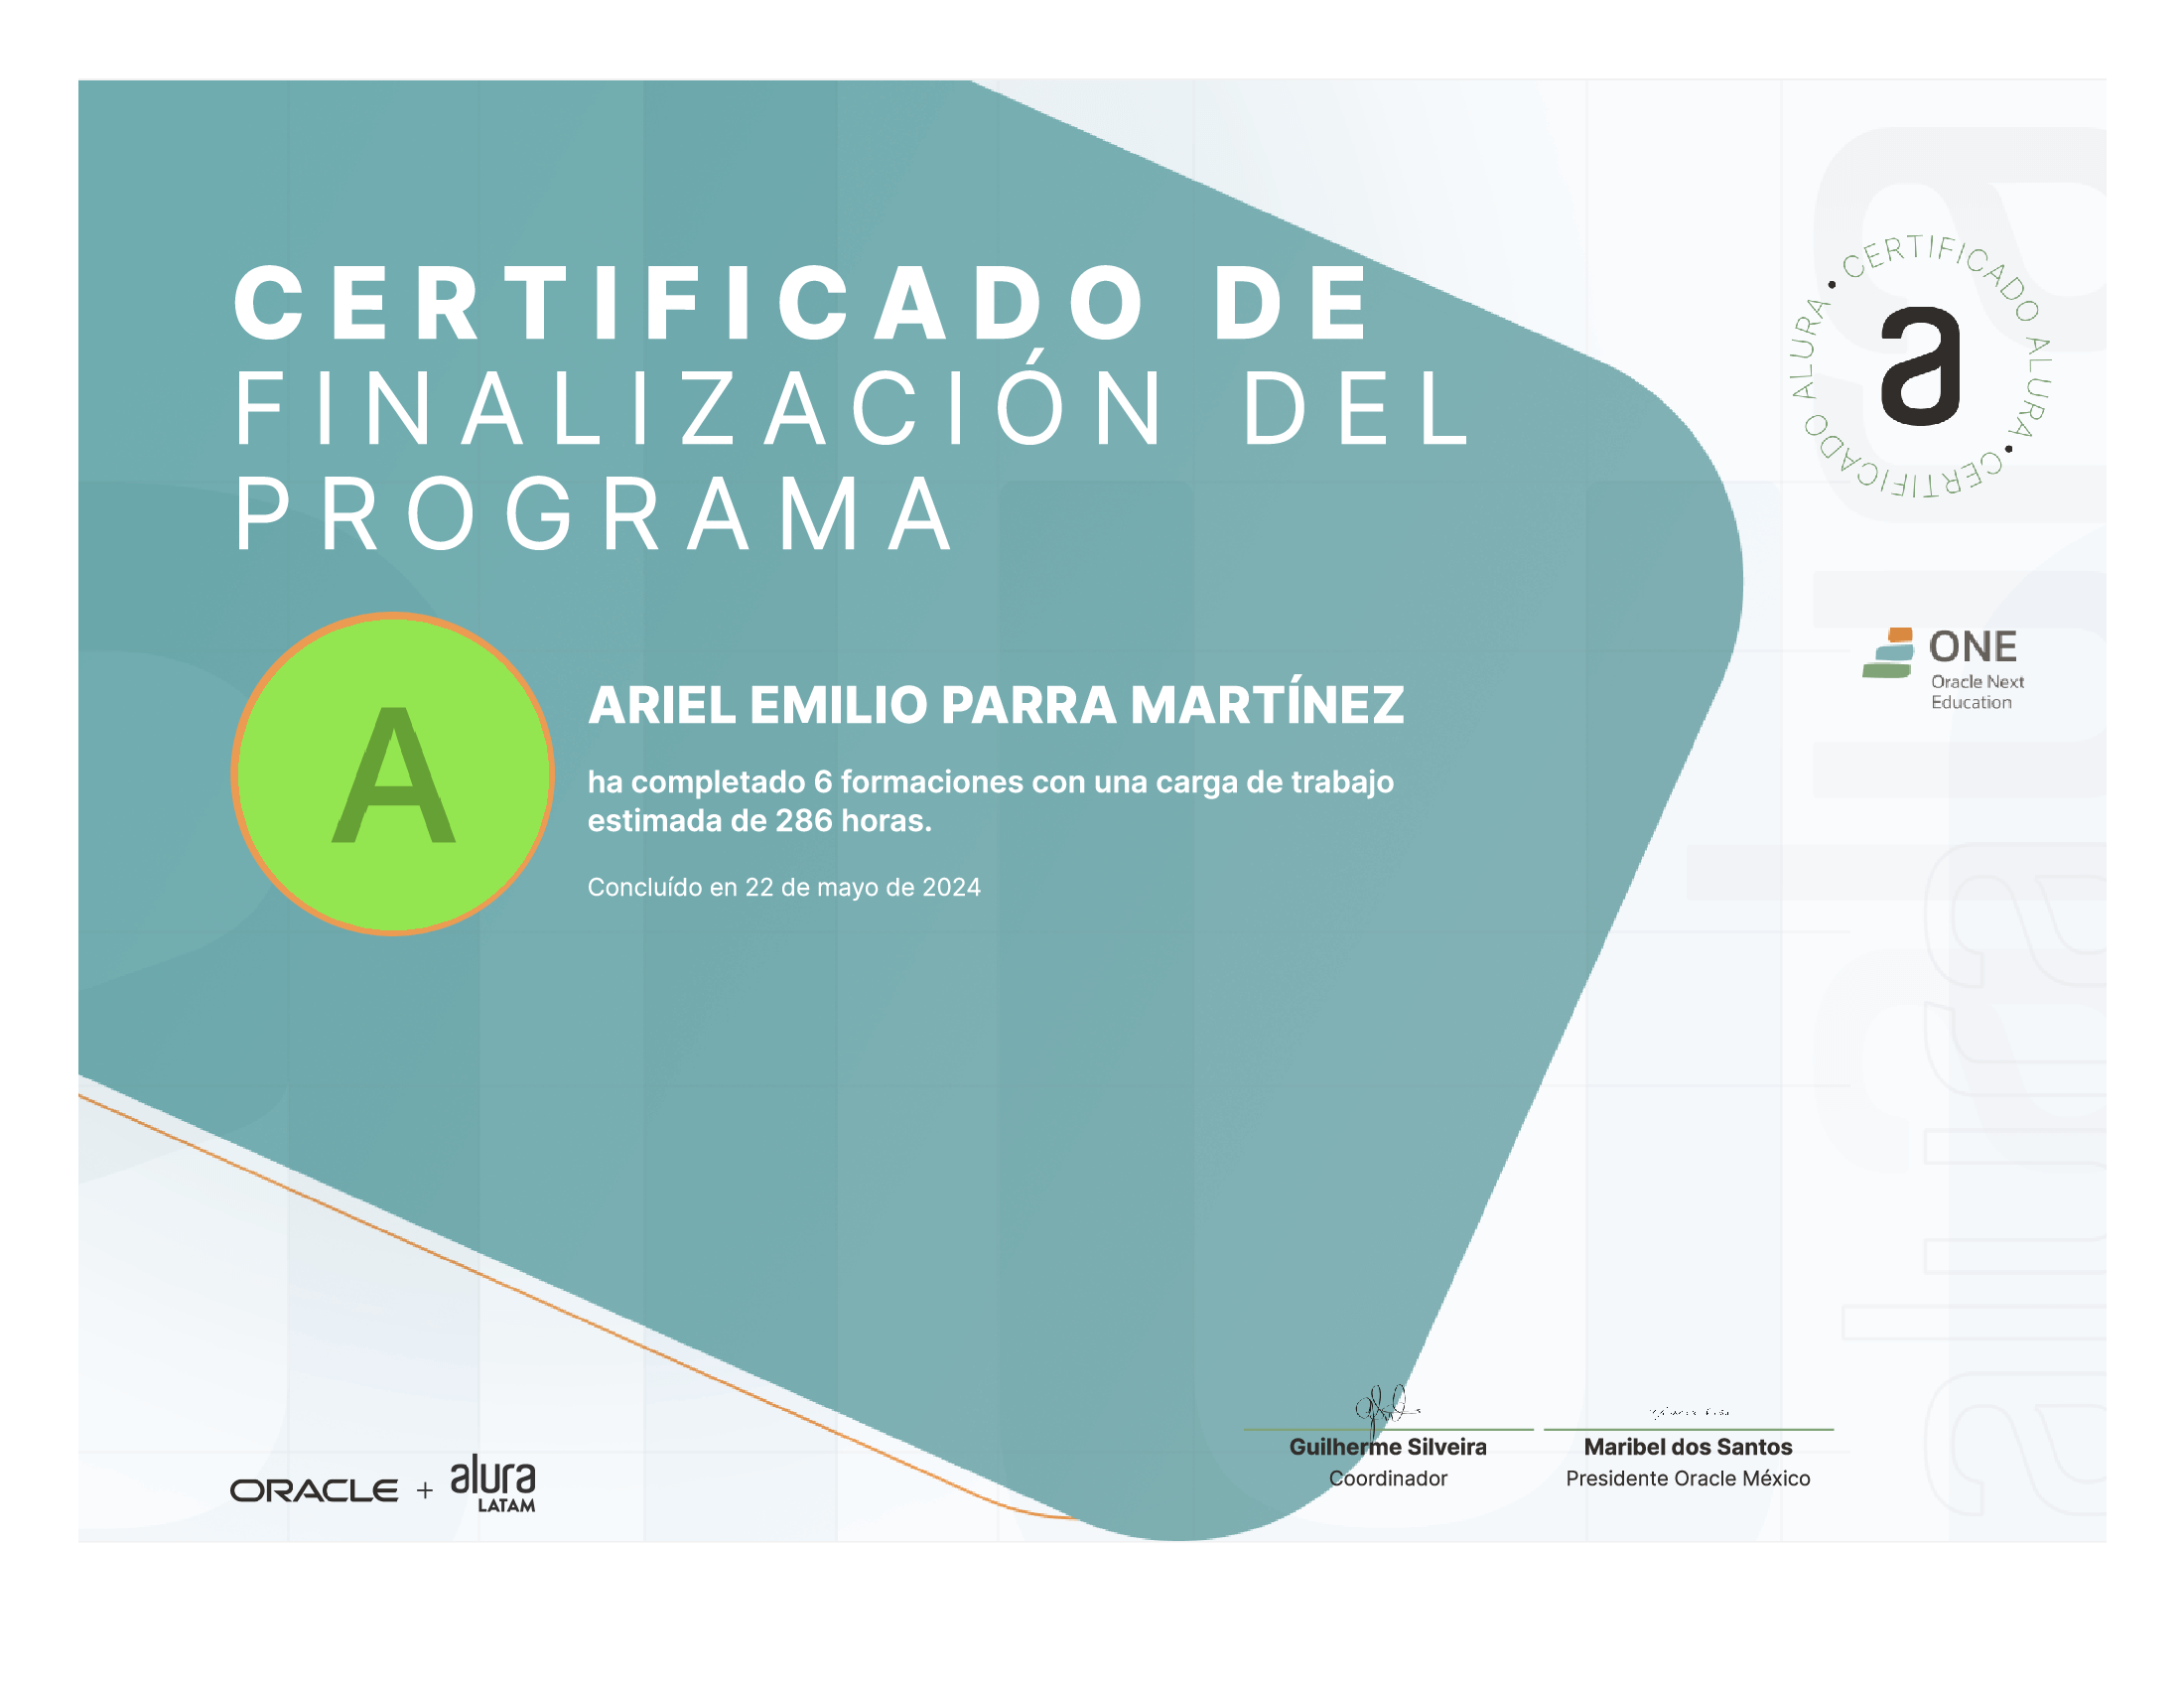 CERTIFICADO DE
FINALIZACIÓN DEL
PROGRAMA
CERTIFICADO ALURA • CERTIFICADO ALURA •
a
ONE
Oracle Next
Education
A
ARIEL EMILIO PARRA MARTÍNEZ
ha completado 6 formaciones con una carga de trabajo
estimada de 286 horas.
Concluído en 22 de mayo de 2024
alura
Guilherme Silveira
Coordinador
Maribel dos Santos
Presidente Oracle México
ORACLE + alura
LATAM